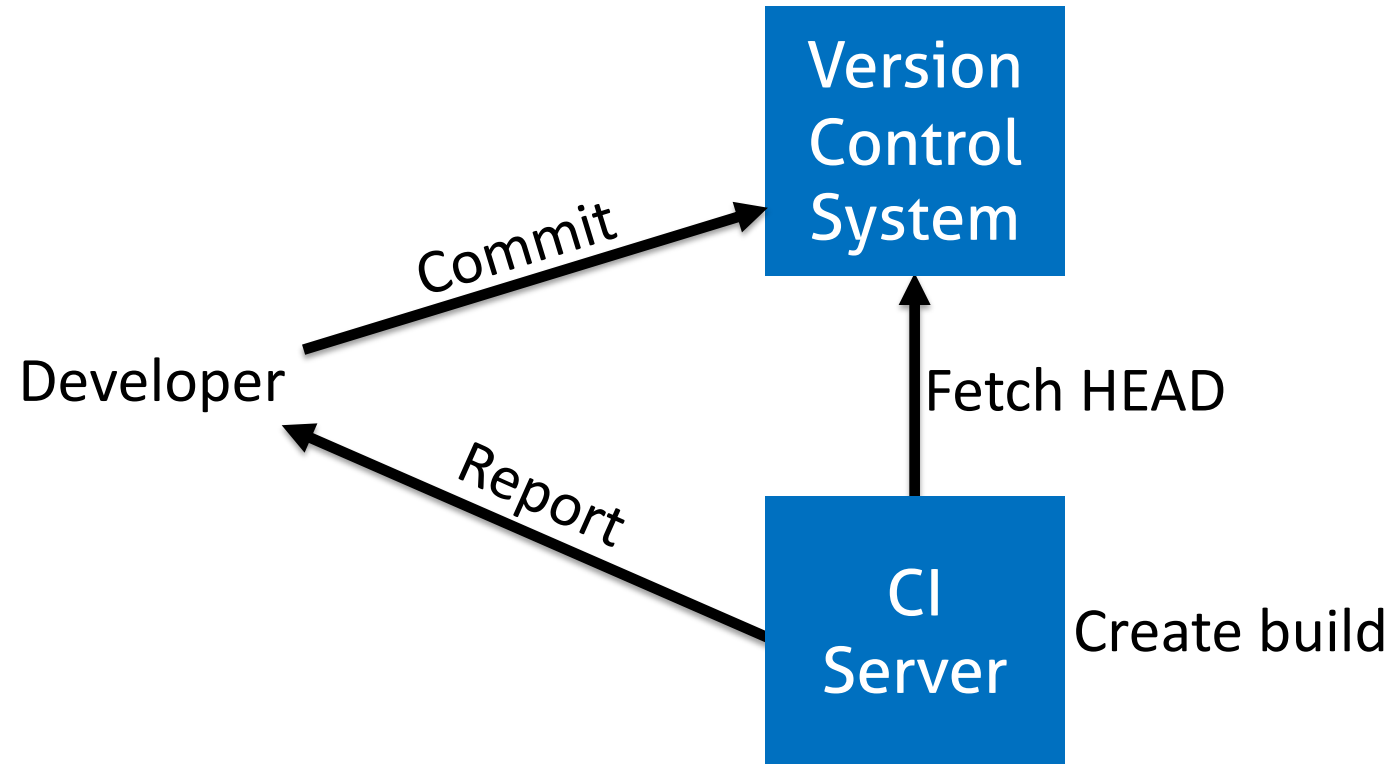 Version
Control
System
Commit
Developer
Fetch HEAD
Report
CI
Server
Create build